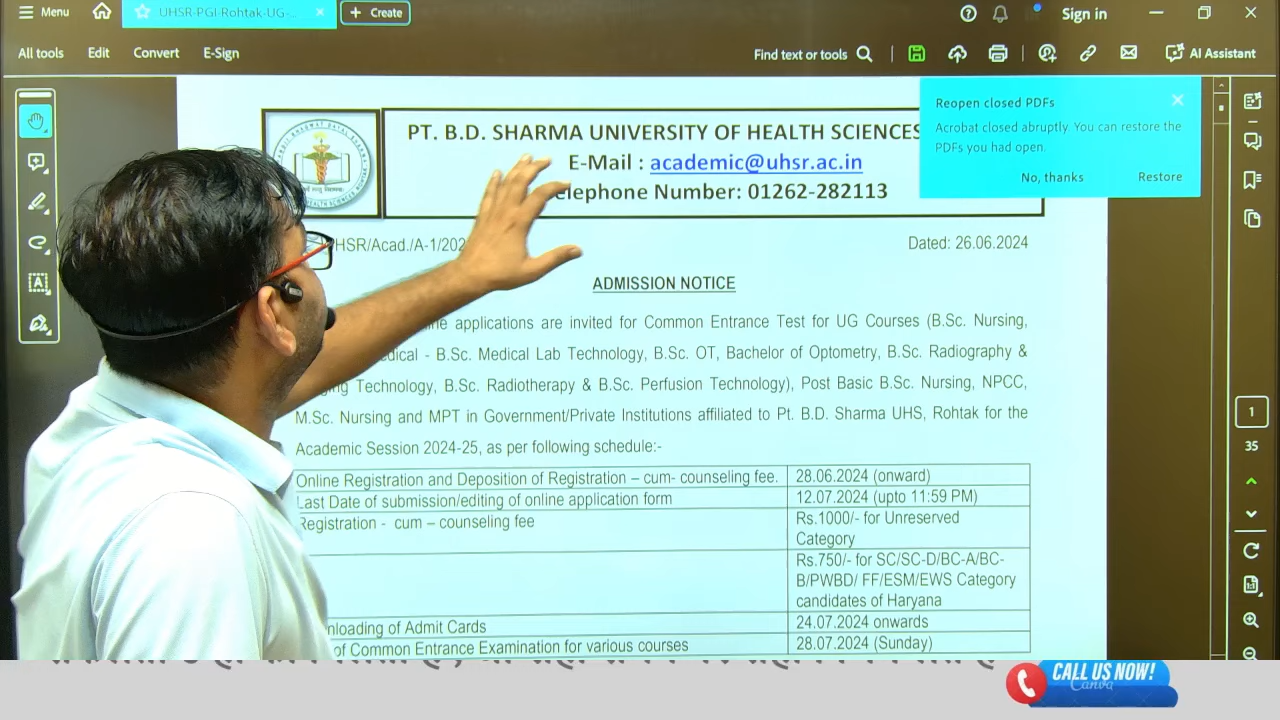 Menu
UHSR-PGI-Rohtak-UG-...
Create
Sign in
All tools
Edit
Convert
E-Sign
Find text or tools
AI Assistant
Reopen closed PDFs
Acrobat closed abruptly. You can restore the
PDFs you had open.
No, thanks
Restore
PT. B.D. SHARMA UNIVERSITY OF HEALTH SCIENCES
E-Mail : academic@uhsr.ac.in
elephone Number: 01262-282113
HSR/Acad./A-1/202
Dated: 26.06.2024
ADMISSION NOTICE
ine applications are invited for Common Entrance Test for UG Courses (B.Sc. Nursing,
dical - B.Sc. Medical Lab Technology, B.Sc. OT, Bachelor of Optometry, B.Sc. Radiography &
ging Technology, B.Sc. Radiotherapy & B.Sc. Perfusion Technology), Post Basic B.Sc. Nursing, NPCC,
M.Sc. Nursing and MPT in Government/Private Institutions affiliated to Pt. B.D. Sharma UHS, Rohtak for the
Academic Session 2024-25, as per following schedule:-
Online Registration and Deposition of Registration – cum- counseling fee.
28.06.2024 (onward)
Last Date of submission/editing of online application form
12.07.2024 (upto 11:59 PM)
Registration - cum – counseling fee
Rs.1000/- for Unreserved
Category
Rs.750/- for SC/SC-D/BC-A/BC-
B/PWBD/ FF/ESM/EWS Category
candidates of Haryana
nloading of Admit Cards
24.07.2024 onwards
of Common Entrance Examination for various courses
28.07.2024 (Sunday)
1
35
CALL US NOW!
Canva